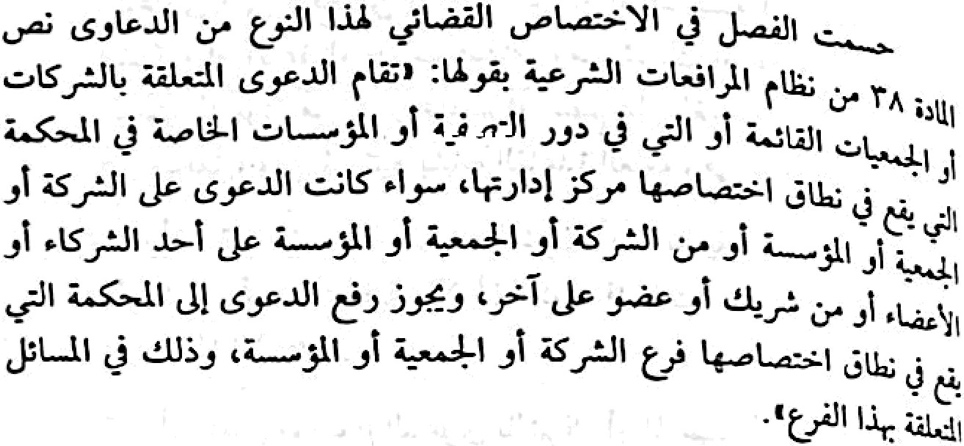 حسمت الفصل في الاختصاص القضائي لهذا النوع من الدعاوى نص
المادة ٣٨ من نظام المرافعات الشرعية بقولها: «تقام الدعوى المتعلقة بالشركات
أو الجمعيات القائمة أو التي في دور التصفية أو المؤسسات الخاصة في المحكمة
التي يقع في نطاق اختصاصها مركز إدارتها، سواء كانت الدعوى على الشركة أو
الجمعية أو المؤسسة أو من الشركة أو الجمعية أو المؤسسة على أحد الشركاء أو
الأعضاء أو من شريك أو عضو على آخر، ويجوز رفع الدعوى إلى المحكمة التي
يقع في نطاق اختصاصها فرع الشركة أو الجمعية أو المؤسسة، وذلك في المسائل
المتعلقة بهذا الفرع».